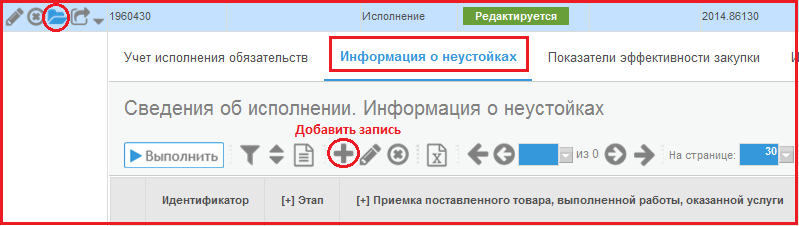 1960430 Исполнение Редактируется 2014.86130
Учет исполнения обязательств Информация о неустойках Показатели эффективности закупки
Сведения об исполнении. Информация о неустойках
Добавить запись
Выполнить из 0 На странице: 30
Идентификатор [+] Этап [+] Приемка поставленного товара, выполненной работы, оказанной услуги